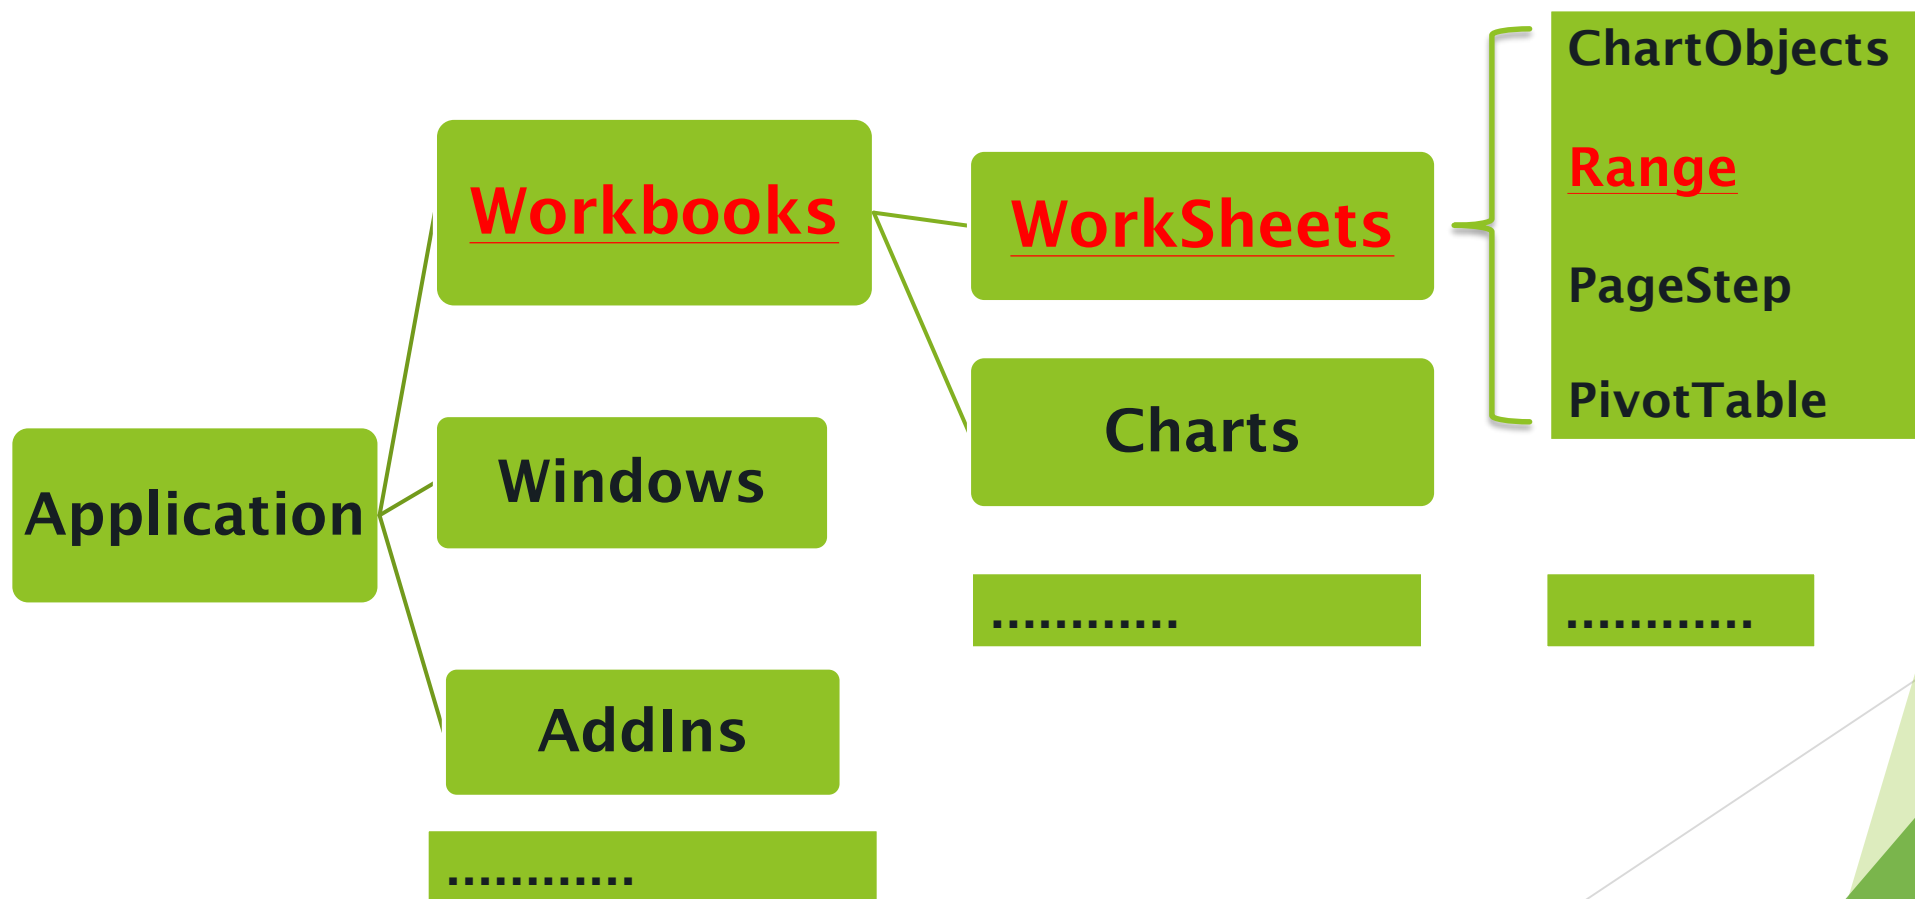 Application
Workbooks
Windows
AddIns
............
WorkSheets
Charts
............
ChartObjects
Range
PageStep
PivotTable
............